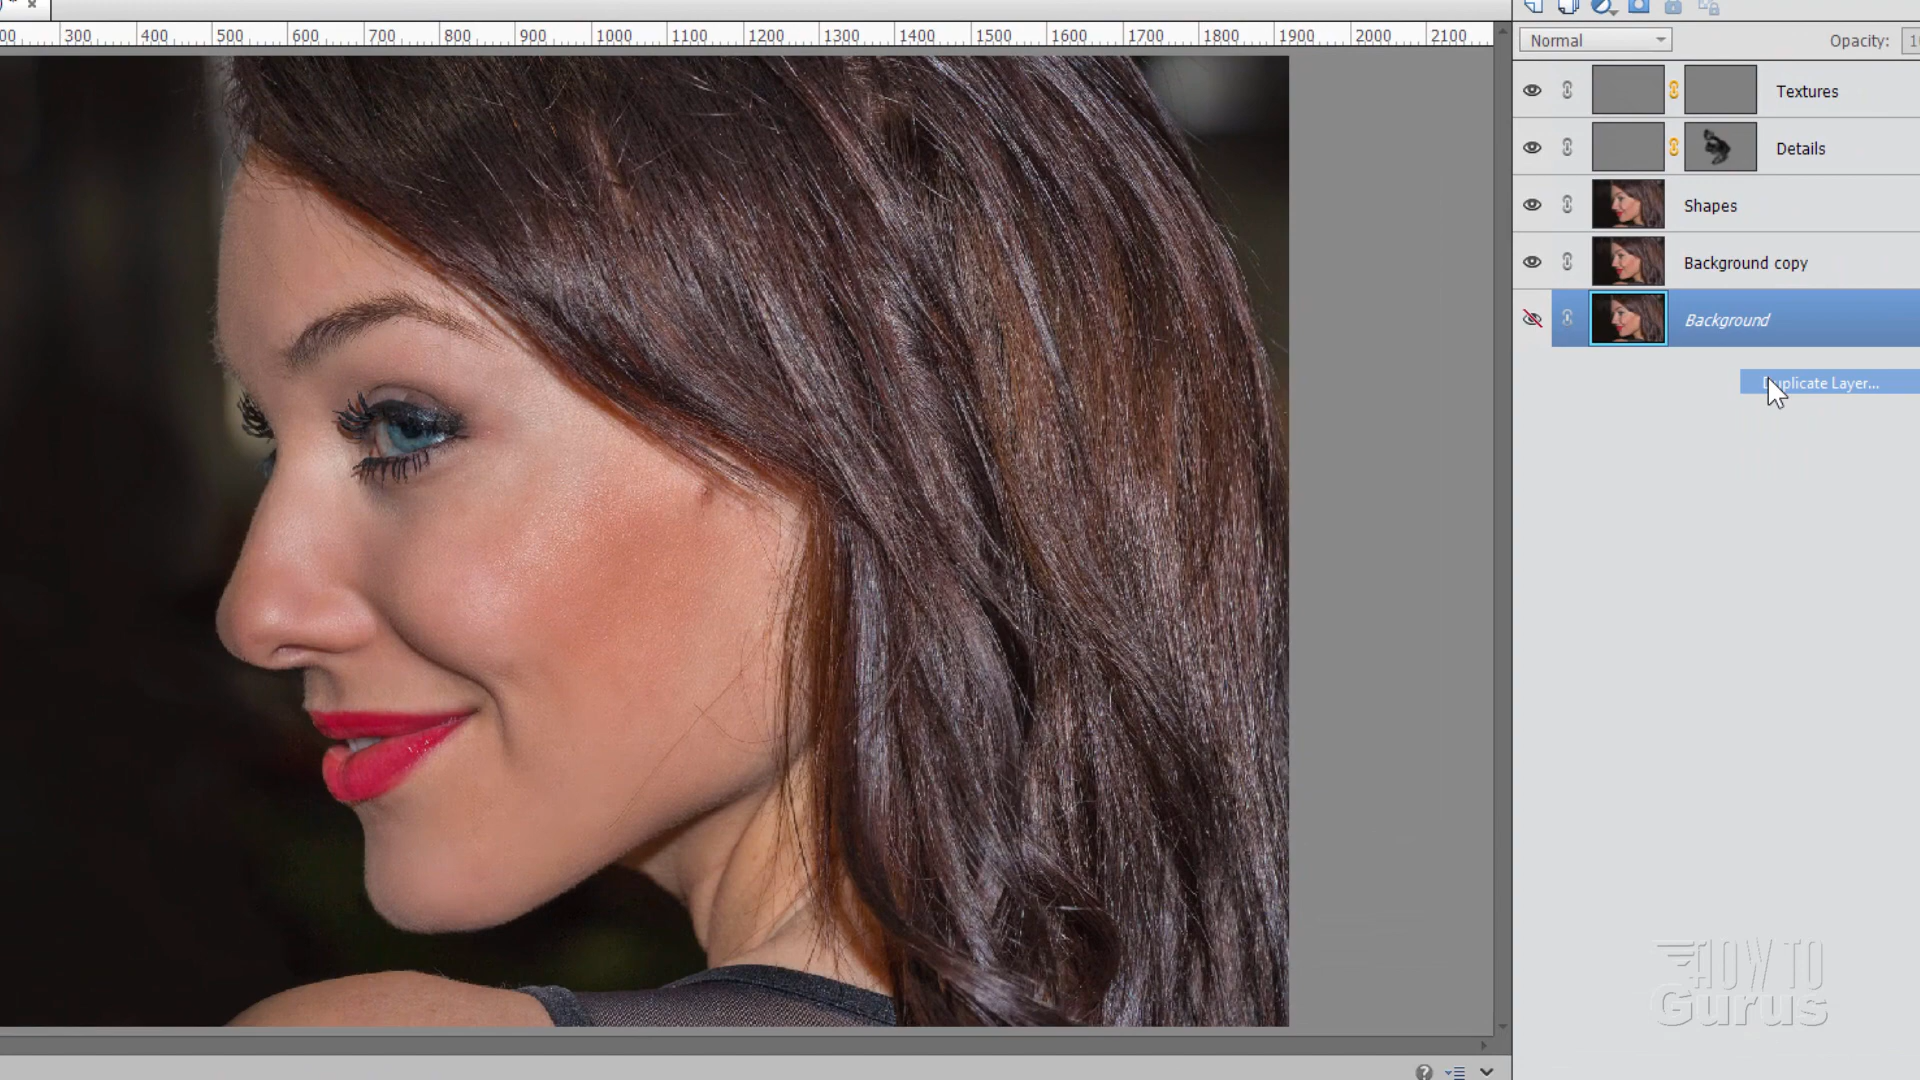 300 400 500 600 700 800 900 1000 1100 1200 1300 1400 1500 1600 1700 1800 1900 2000 2100
Normal Opacity:
Textures
Details
Shapes
Background copy
Background
Duplicate Layer...
HOW TO
Gurus